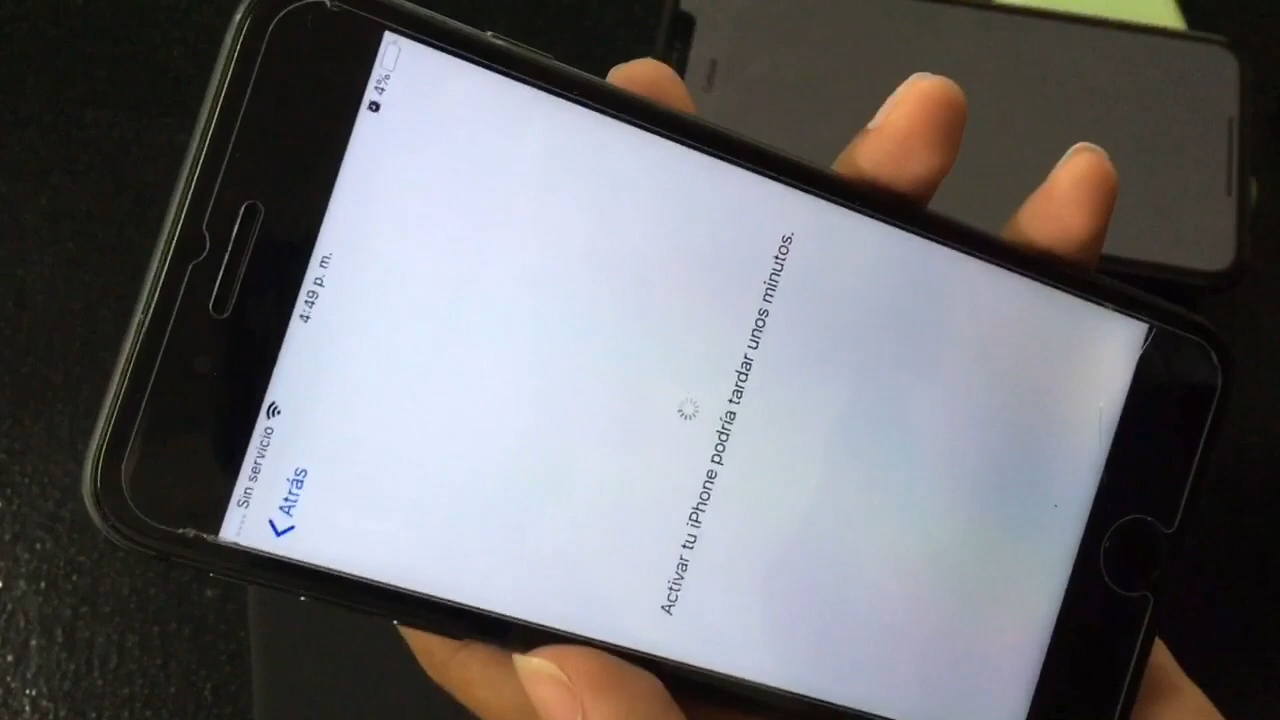 Sin servicio 4:49 p. m. 4%
Atrás
Activar tu iPhone podría tardar unos minutos.